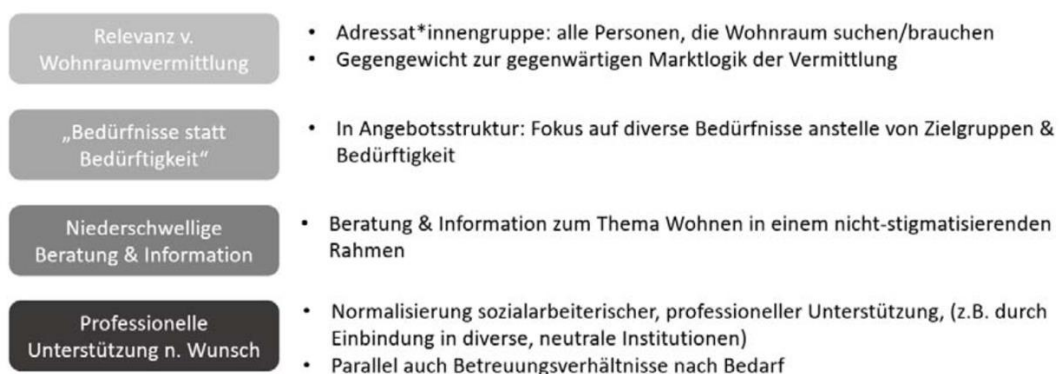 Relevanz v.
Wohnraumvermittlung
• Adressat*innengruppe: alle Personen, die Wohnraum suchen/brauchen
• Gegengewicht zur gegenwärtigen Marktlogik der Vermittlung
„Bedürfnisse statt
Bedürftigkeit“
• In Angebotsstruktur: Fokus auf diverse Bedürfnisse anstelle von Zielgruppen &
Bedürftigkeit
Niederschwellige
Beratung & Information
• Beratung & Information zum Thema Wohnen in einem nicht-stigmatisierenden
Rahmen
Professionelle
Unterstützung n. Wunsch
• Normalisierung sozialarbeiterischer, professioneller Unterstützung, (z.B. durch
Einbindung in diverse, neutrale Institutionen)
• Parallel auch Betreuungsverhältnisse nach Bedarf